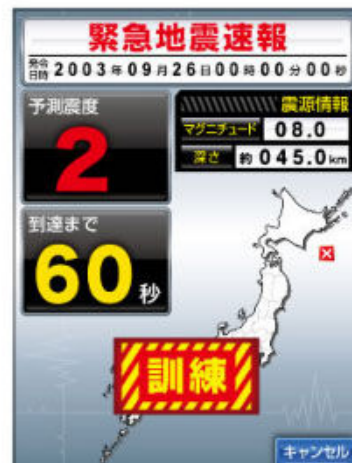 緊急地震速報
発令日時 2003年09月26日00時00分00秒
予測震度
2
震源情報
マグニチュード 08.0
深さ 約045.0km
到達まで
60秒
訓練
キャンセル